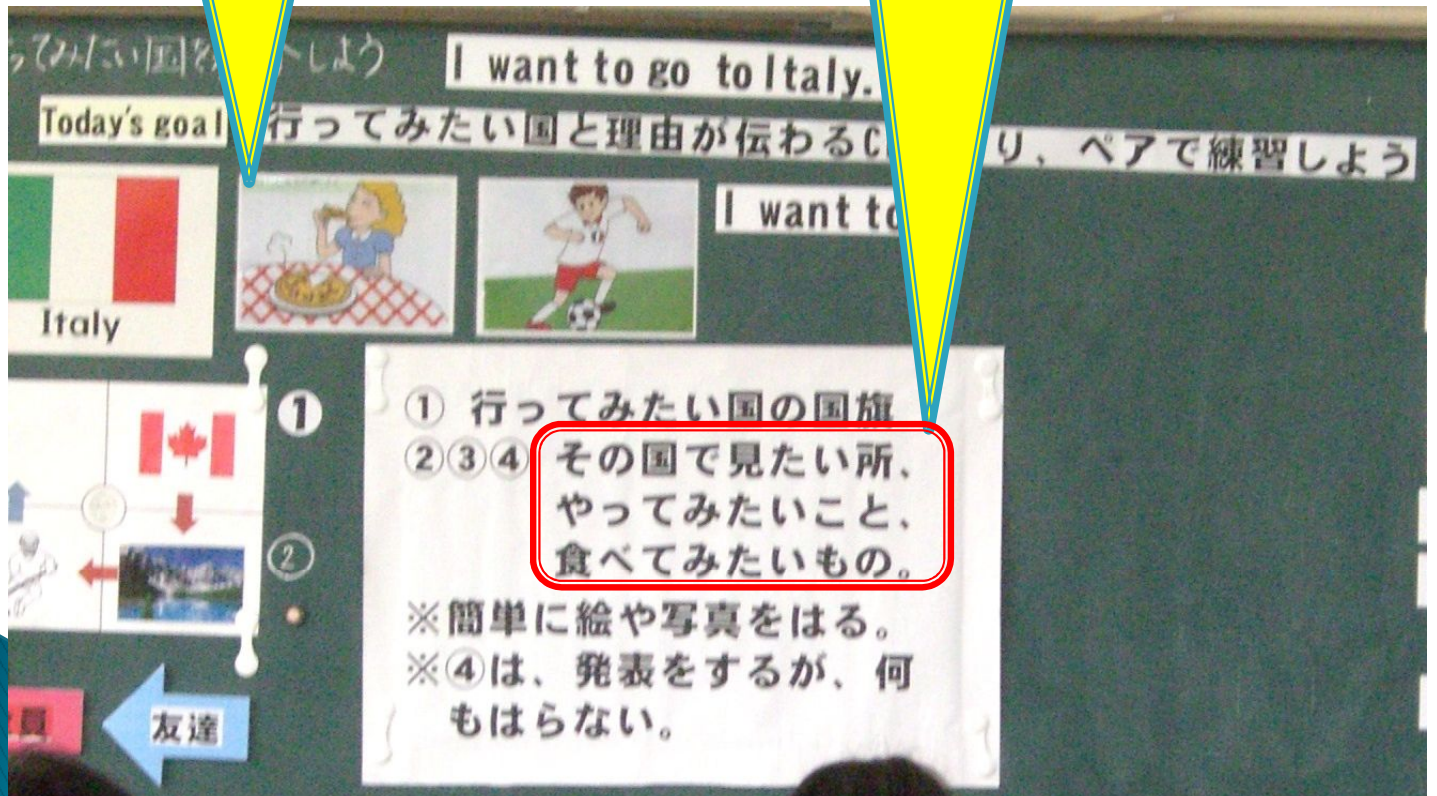 ってみたい国を しよう
I want to go to Italy.
Today's goal 行ってみたい国と理由が伝わるC り、ペアで練習しよう
I want to
Italy
①
② 
① 行ってみたい国の国旗
②③④ その国で見たい所、
やってみたいこと、
食べてみたいもの。
※簡単に絵や写真をはる。
※④は、発表をするが、何
もはらない。
員
友達